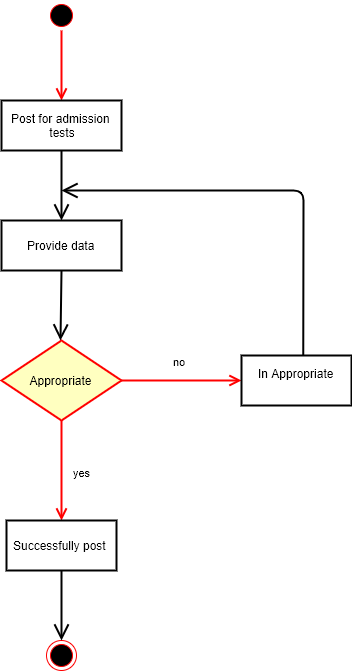 Post for admission
tests
Provide data
Appropriate
no
In Appropriate
yes
Successfully post